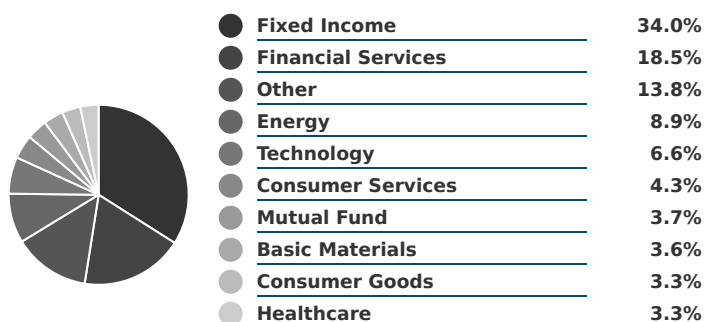 Fixed Income 34.0%
Financial Services 18.5%
Other 13.8%
Energy 8.9%
Technology 6.6%
Consumer Services 4.3%
Mutual Fund 3.7%
Basic Materials 3.6%
Consumer Goods 3.3%
Healthcare 3.3%